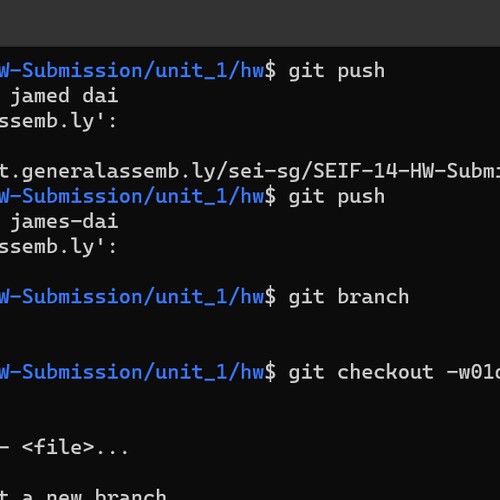 W-Submission/unit_1/hw$ git push
jamed dai
ssemb.ly':
t.generalassemb.ly/sei-sg/SEIF-14-HW-Submi
W-Submission/unit_1/hw$ git push
james-dai
ssemb.ly':
W-Submission/unit_1/hw$ git branch
W-Submission/unit_1/hw$ git checkout -w01
- <file>...
t a new branch